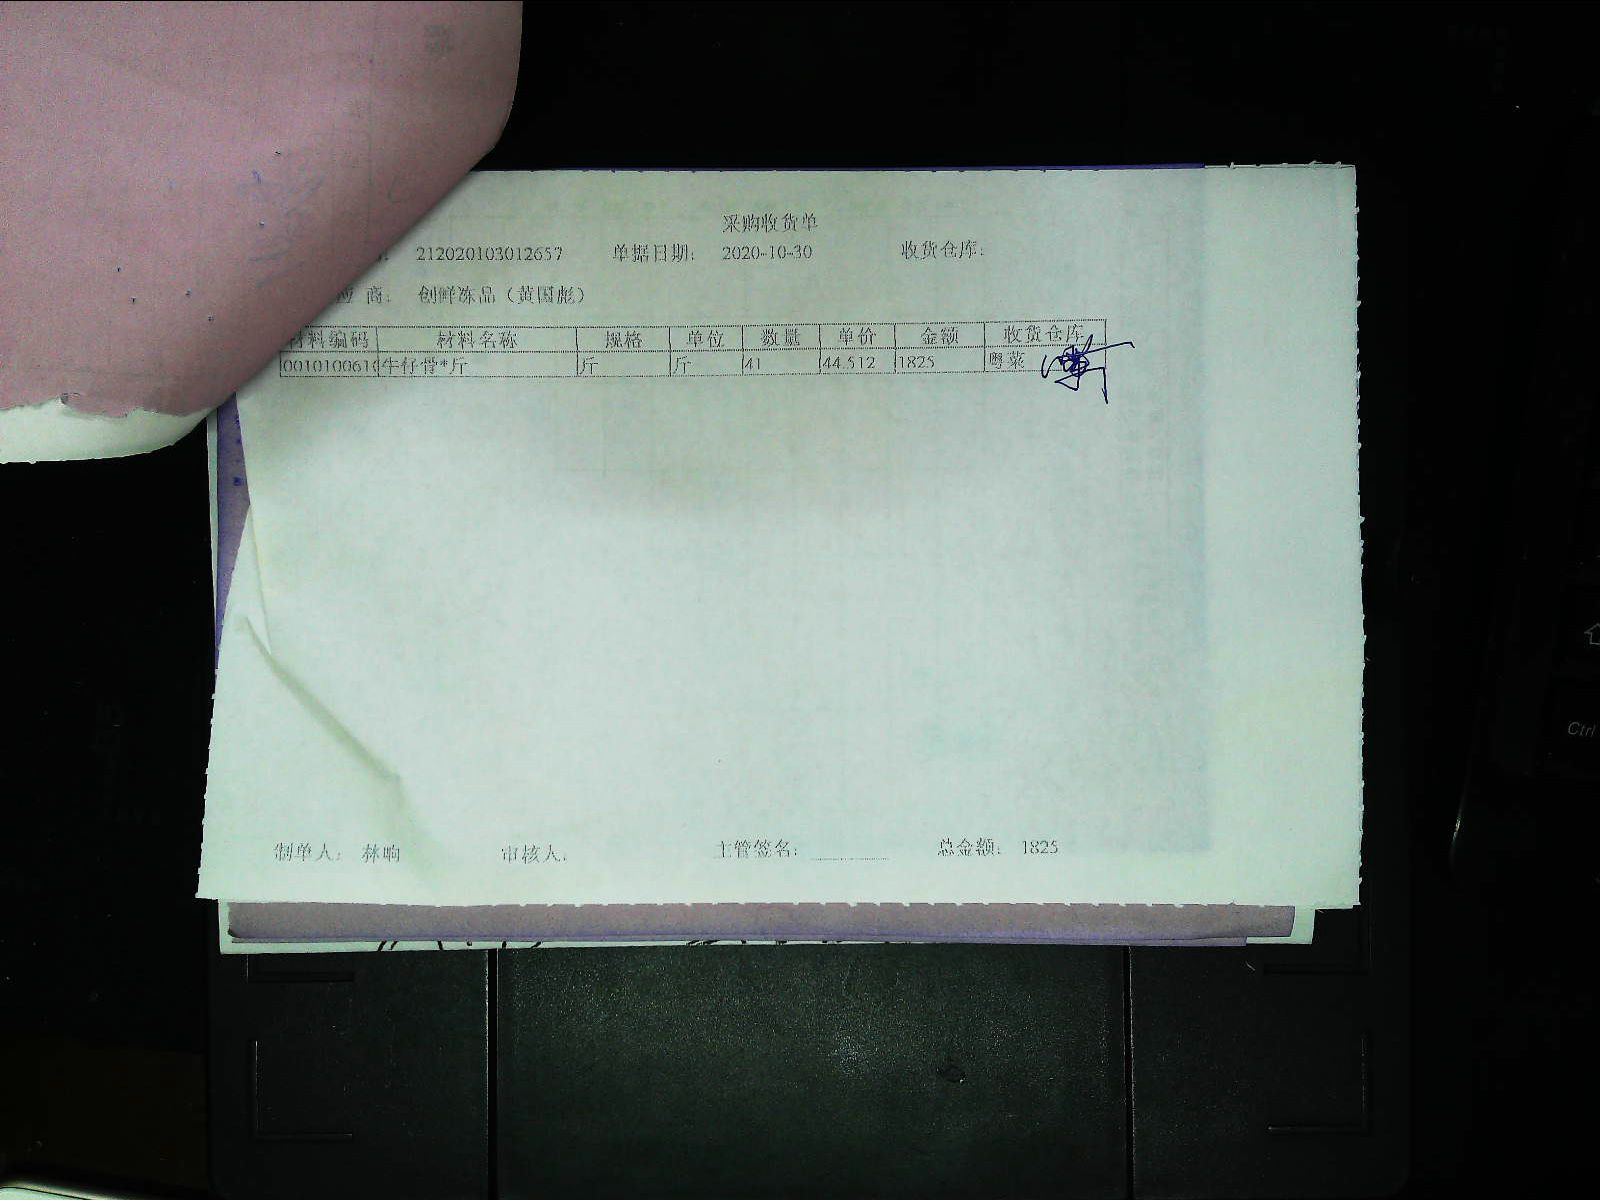 采购收货单
212020103012657 单据日期： 2020-10-30 收货仓库：
应 商： 创鲜冻品（黄国彪）
材料编码 材料名称 规格 单位 数量 单价 金额 收货仓库
0010100610 牛仔骨*斤 斤 斤 41 44.512 1825 粤菜
制单人： 林响 审核人： 主管签名： 总金额： 1825
Ctrl